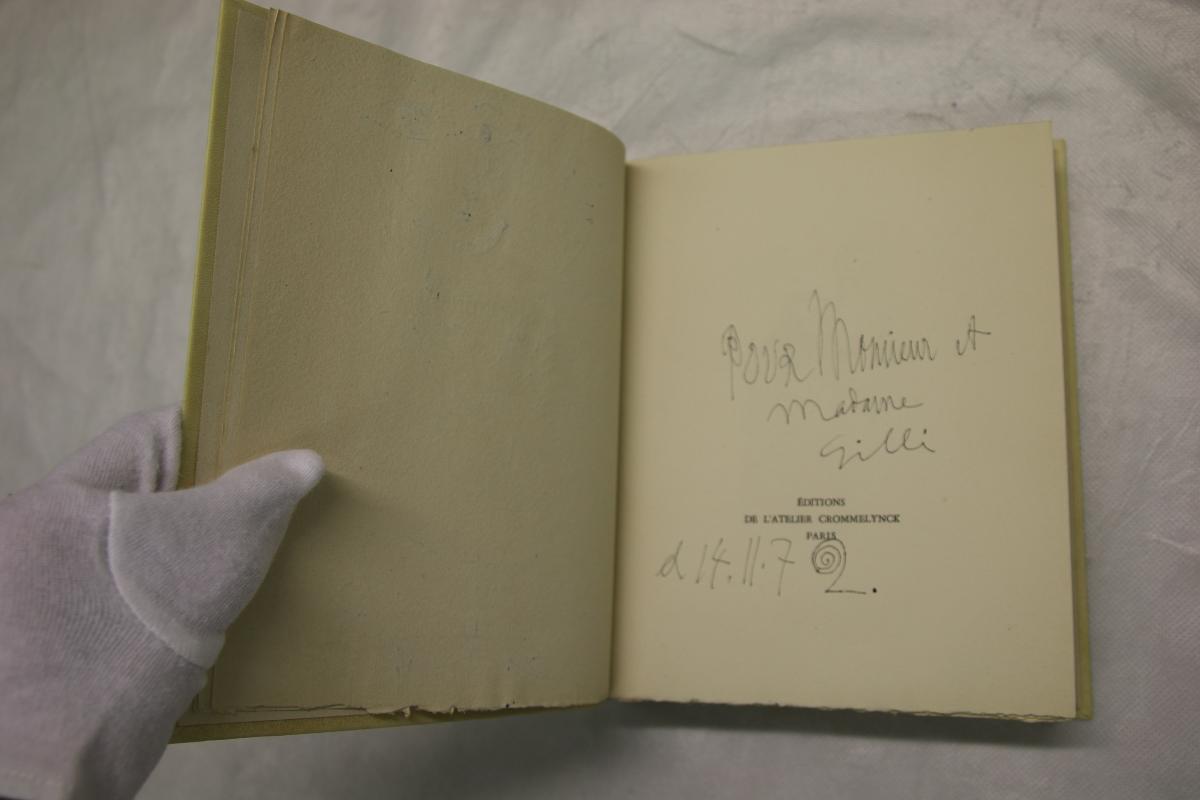 Pour Monsieur et
Madame
Gilli
ÉDITIONS
DE L'ATELIER CROMMELYNCK
PARIS
d 14.11.72.